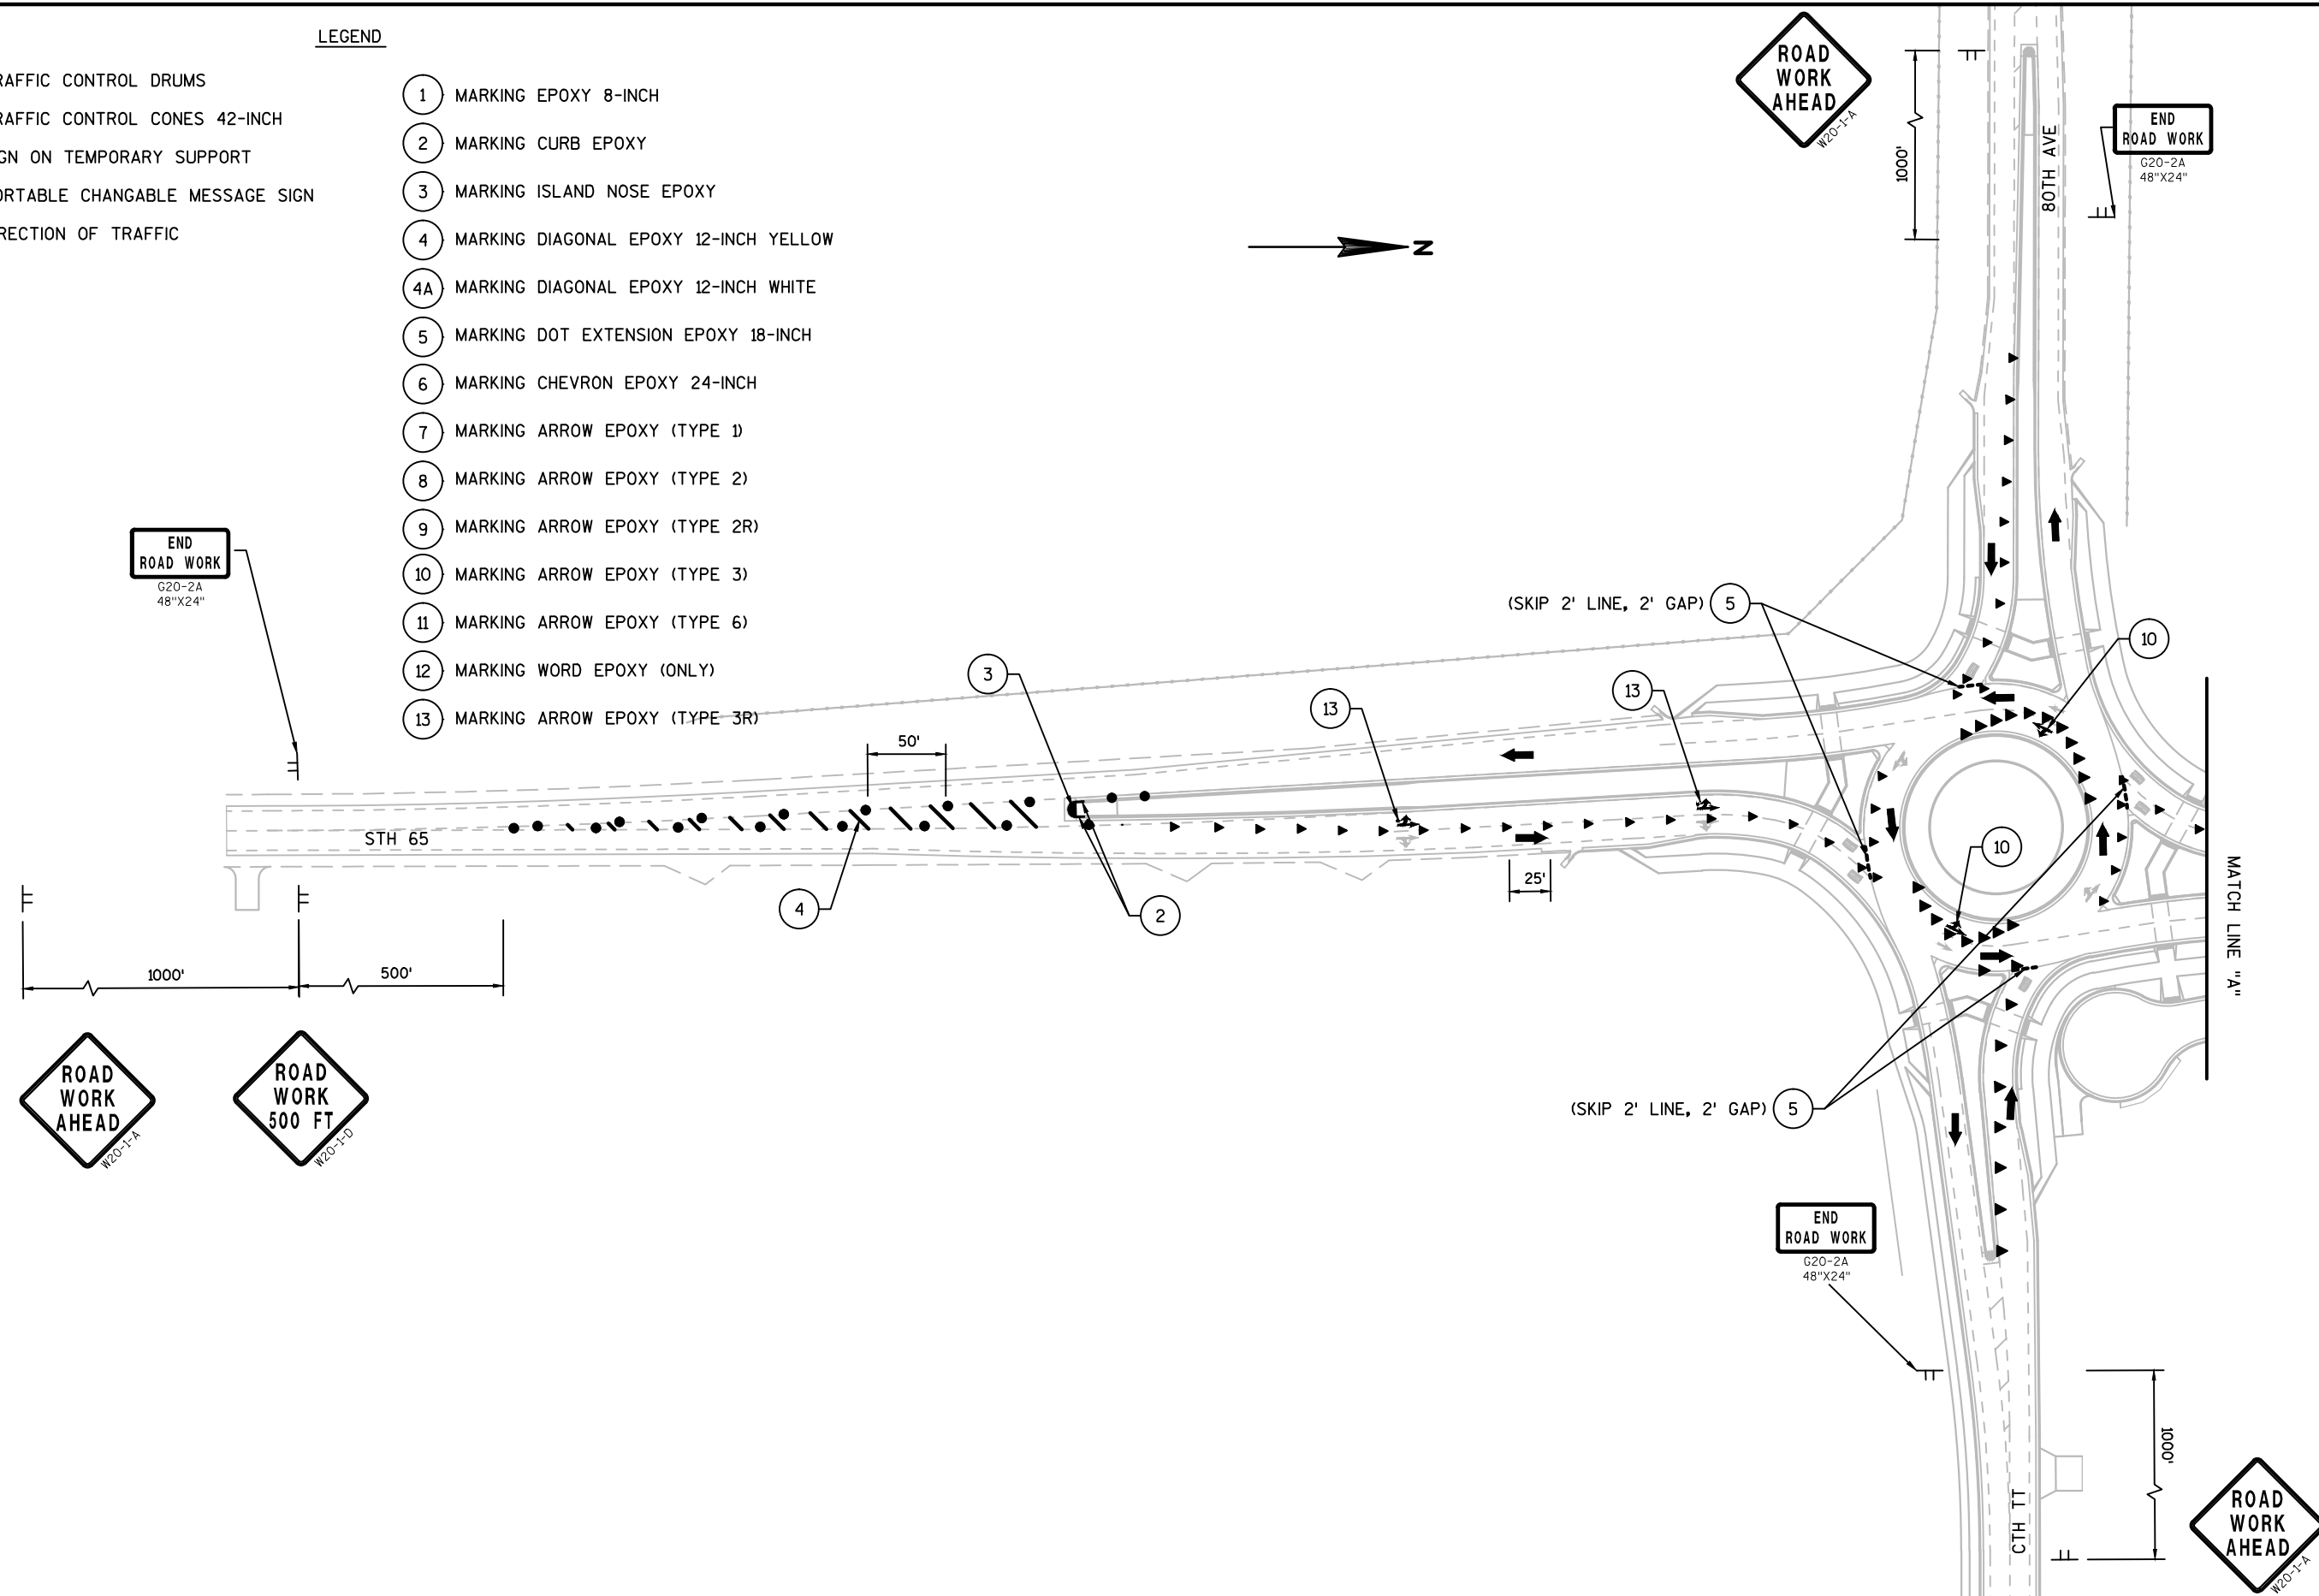 LEGEND
RAFFIC CONTROL DRUMS
RAFFIC CONTROL CONES 42-INCH
GN ON TEMPORARY SUPPORT
ORTABLE CHANGABLE MESSAGE SIGN
RECTION OF TRAFFIC
1 MARKING EPOXY 8-INCH
2 MARKING CURB EPOXY
3 MARKING ISLAND NOSE EPOXY
4 MARKING DIAGONAL EPOXY 12-INCH YELLOW
4A MARKING DIAGONAL EPOXY 12-INCH WHITE
5 MARKING DOT EXTENSION EPOXY 18-INCH
6 MARKING CHEVRON EPOXY 24-INCH
7 MARKING ARROW EPOXY (TYPE 1)
8 MARKING ARROW EPOXY (TYPE 2)
9 MARKING ARROW EPOXY (TYPE 2R)
10 MARKING ARROW EPOXY (TYPE 3)
11 MARKING ARROW EPOXY (TYPE 6)
12 MARKING WORD EPOXY (ONLY)
13 MARKING ARROW EPOXY (TYPE 3R)
N
ROAD
WORK
AHEAD
W20-1-A
1000'
80TH AVE
END
ROAD WORK
G20-2A
48"X24"
END
ROAD WORK
G20-2A
48"X24"
(SKIP 2' LINE, 2' GAP) 5
10
3
13
13
50'
STH 65
10
25'
4
2
MATCH LINE "A"
1000'
500'
ROAD
WORK
AHEAD
W20-1-A
ROAD
WORK
500 FT
W20-1-D
(SKIP 2' LINE, 2' GAP) 5
END
ROAD WORK
G20-2A
48"X24"
1000'
CTH TT
ROAD
WORK
AHEAD
W20-1-A